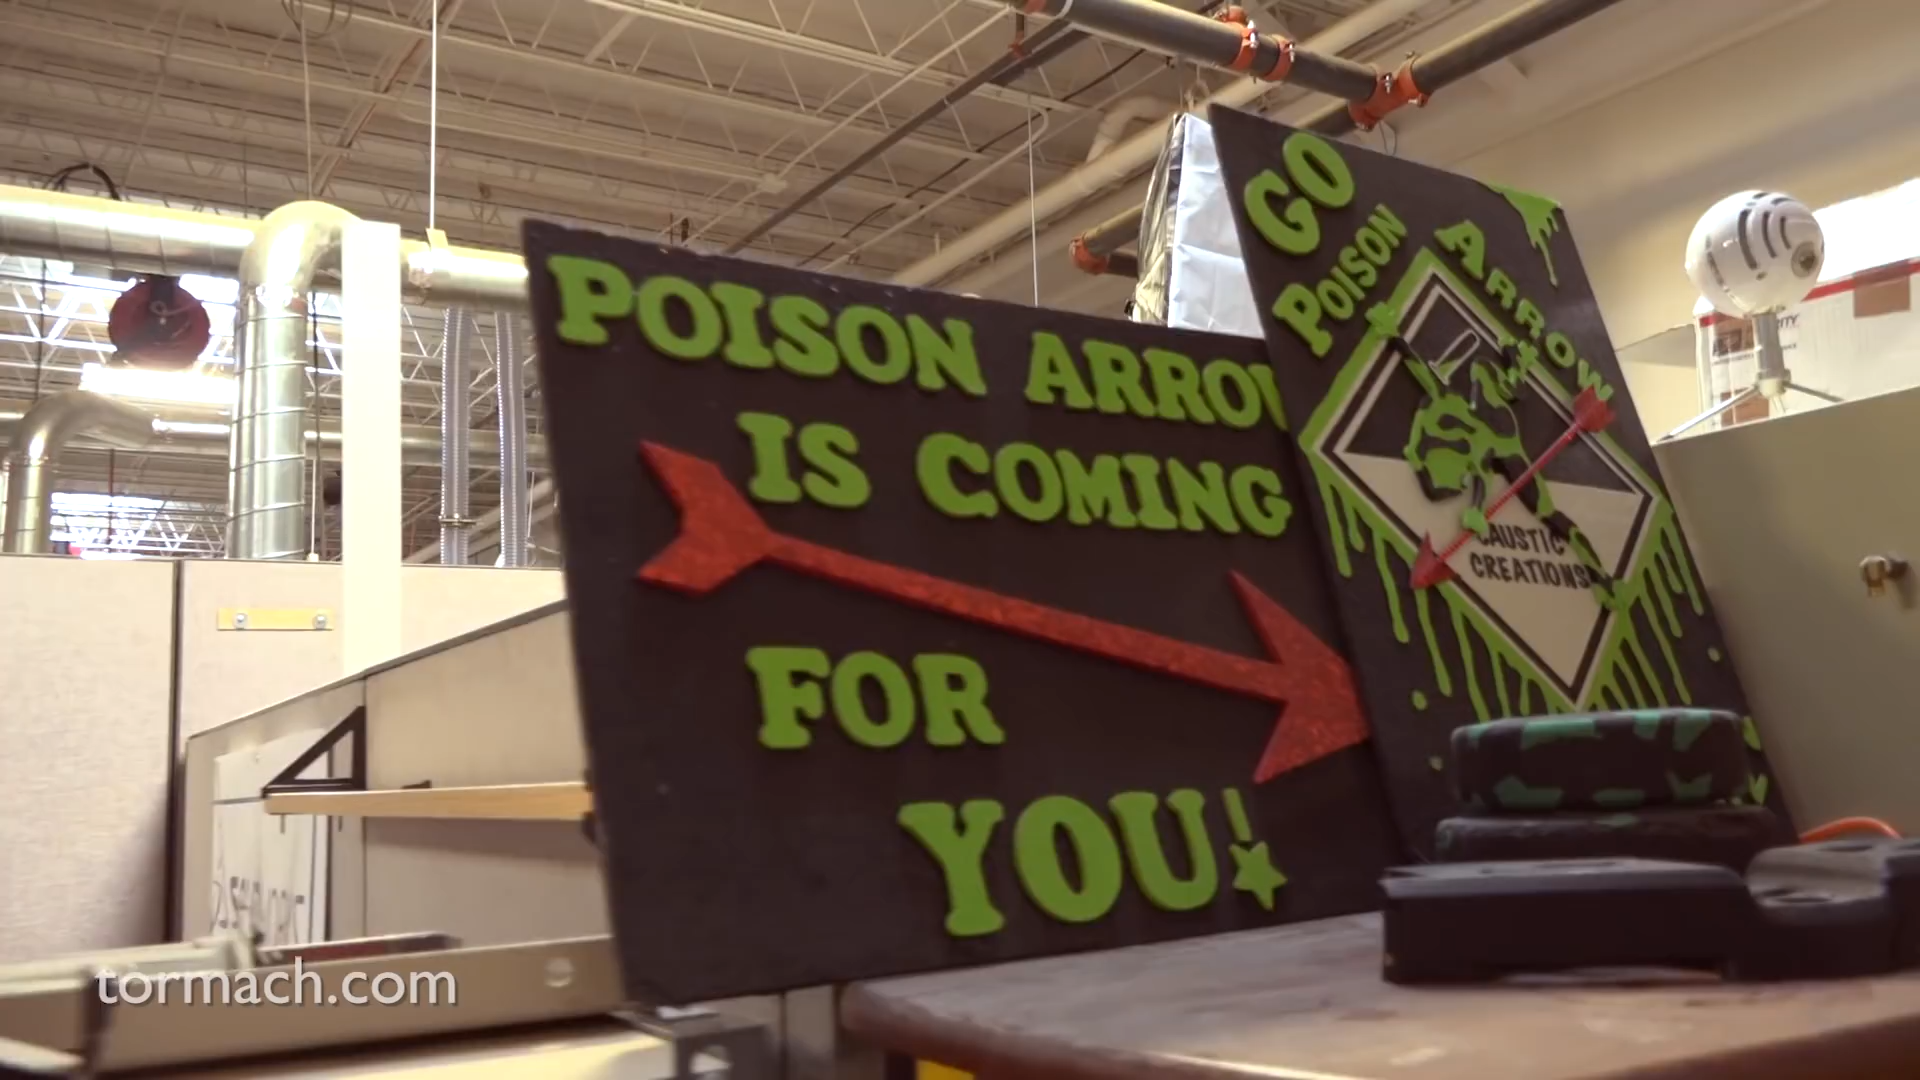 POISON ARROW
IS COMING
FOR
YOU!
GO
POISON ARROW
CAUSTIC
CREATIONS
tormach.com